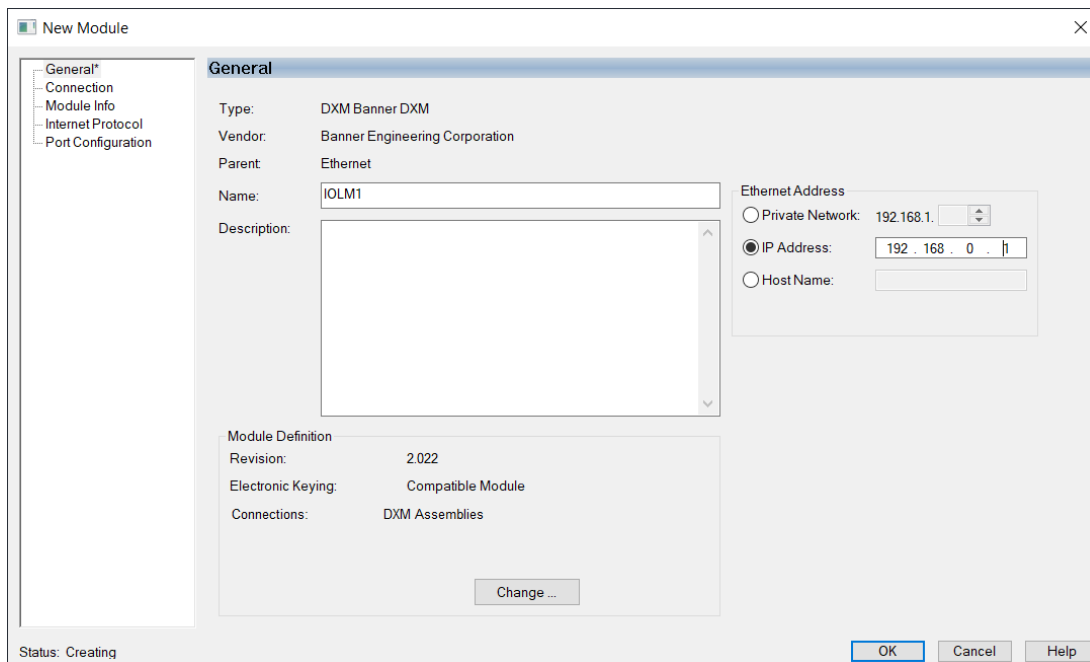 New Module
General*
Connection
Module Info
Internet Protocol
Port Configuration
General
Type: DXM Banner DXM
Vendor: Banner Engineering Corporation
Parent: Ethernet
Name: IOLM1
Description:
Ethernet Address
Private Network: 192.168.1.
IP Address: 192 . 168 . 0 . 1
Host Name:
Module Definition
Revision: 2.022
Electronic Keying: Compatible Module
Connections: DXM Assemblies
Change ...
Status: Creating
OK Cancel Help